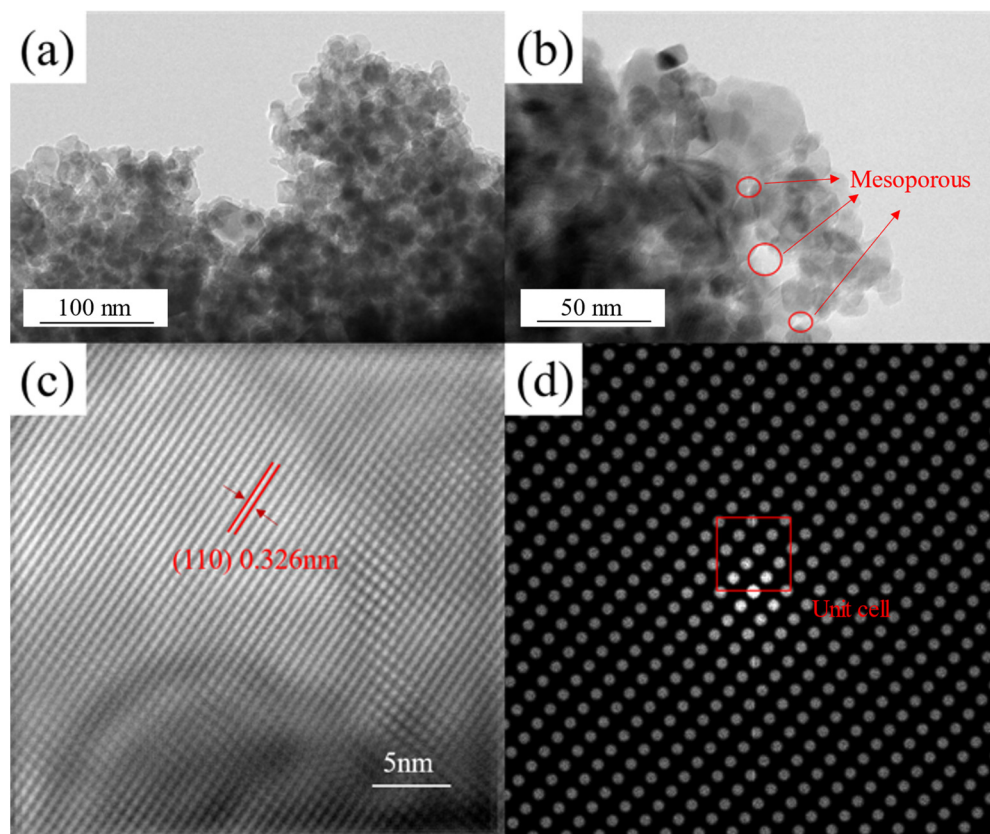 (a)
(b)
Mesoporous
100 nm
50 nm
(c)
(d)
(110) 0.326nm
Unit cell
5nm